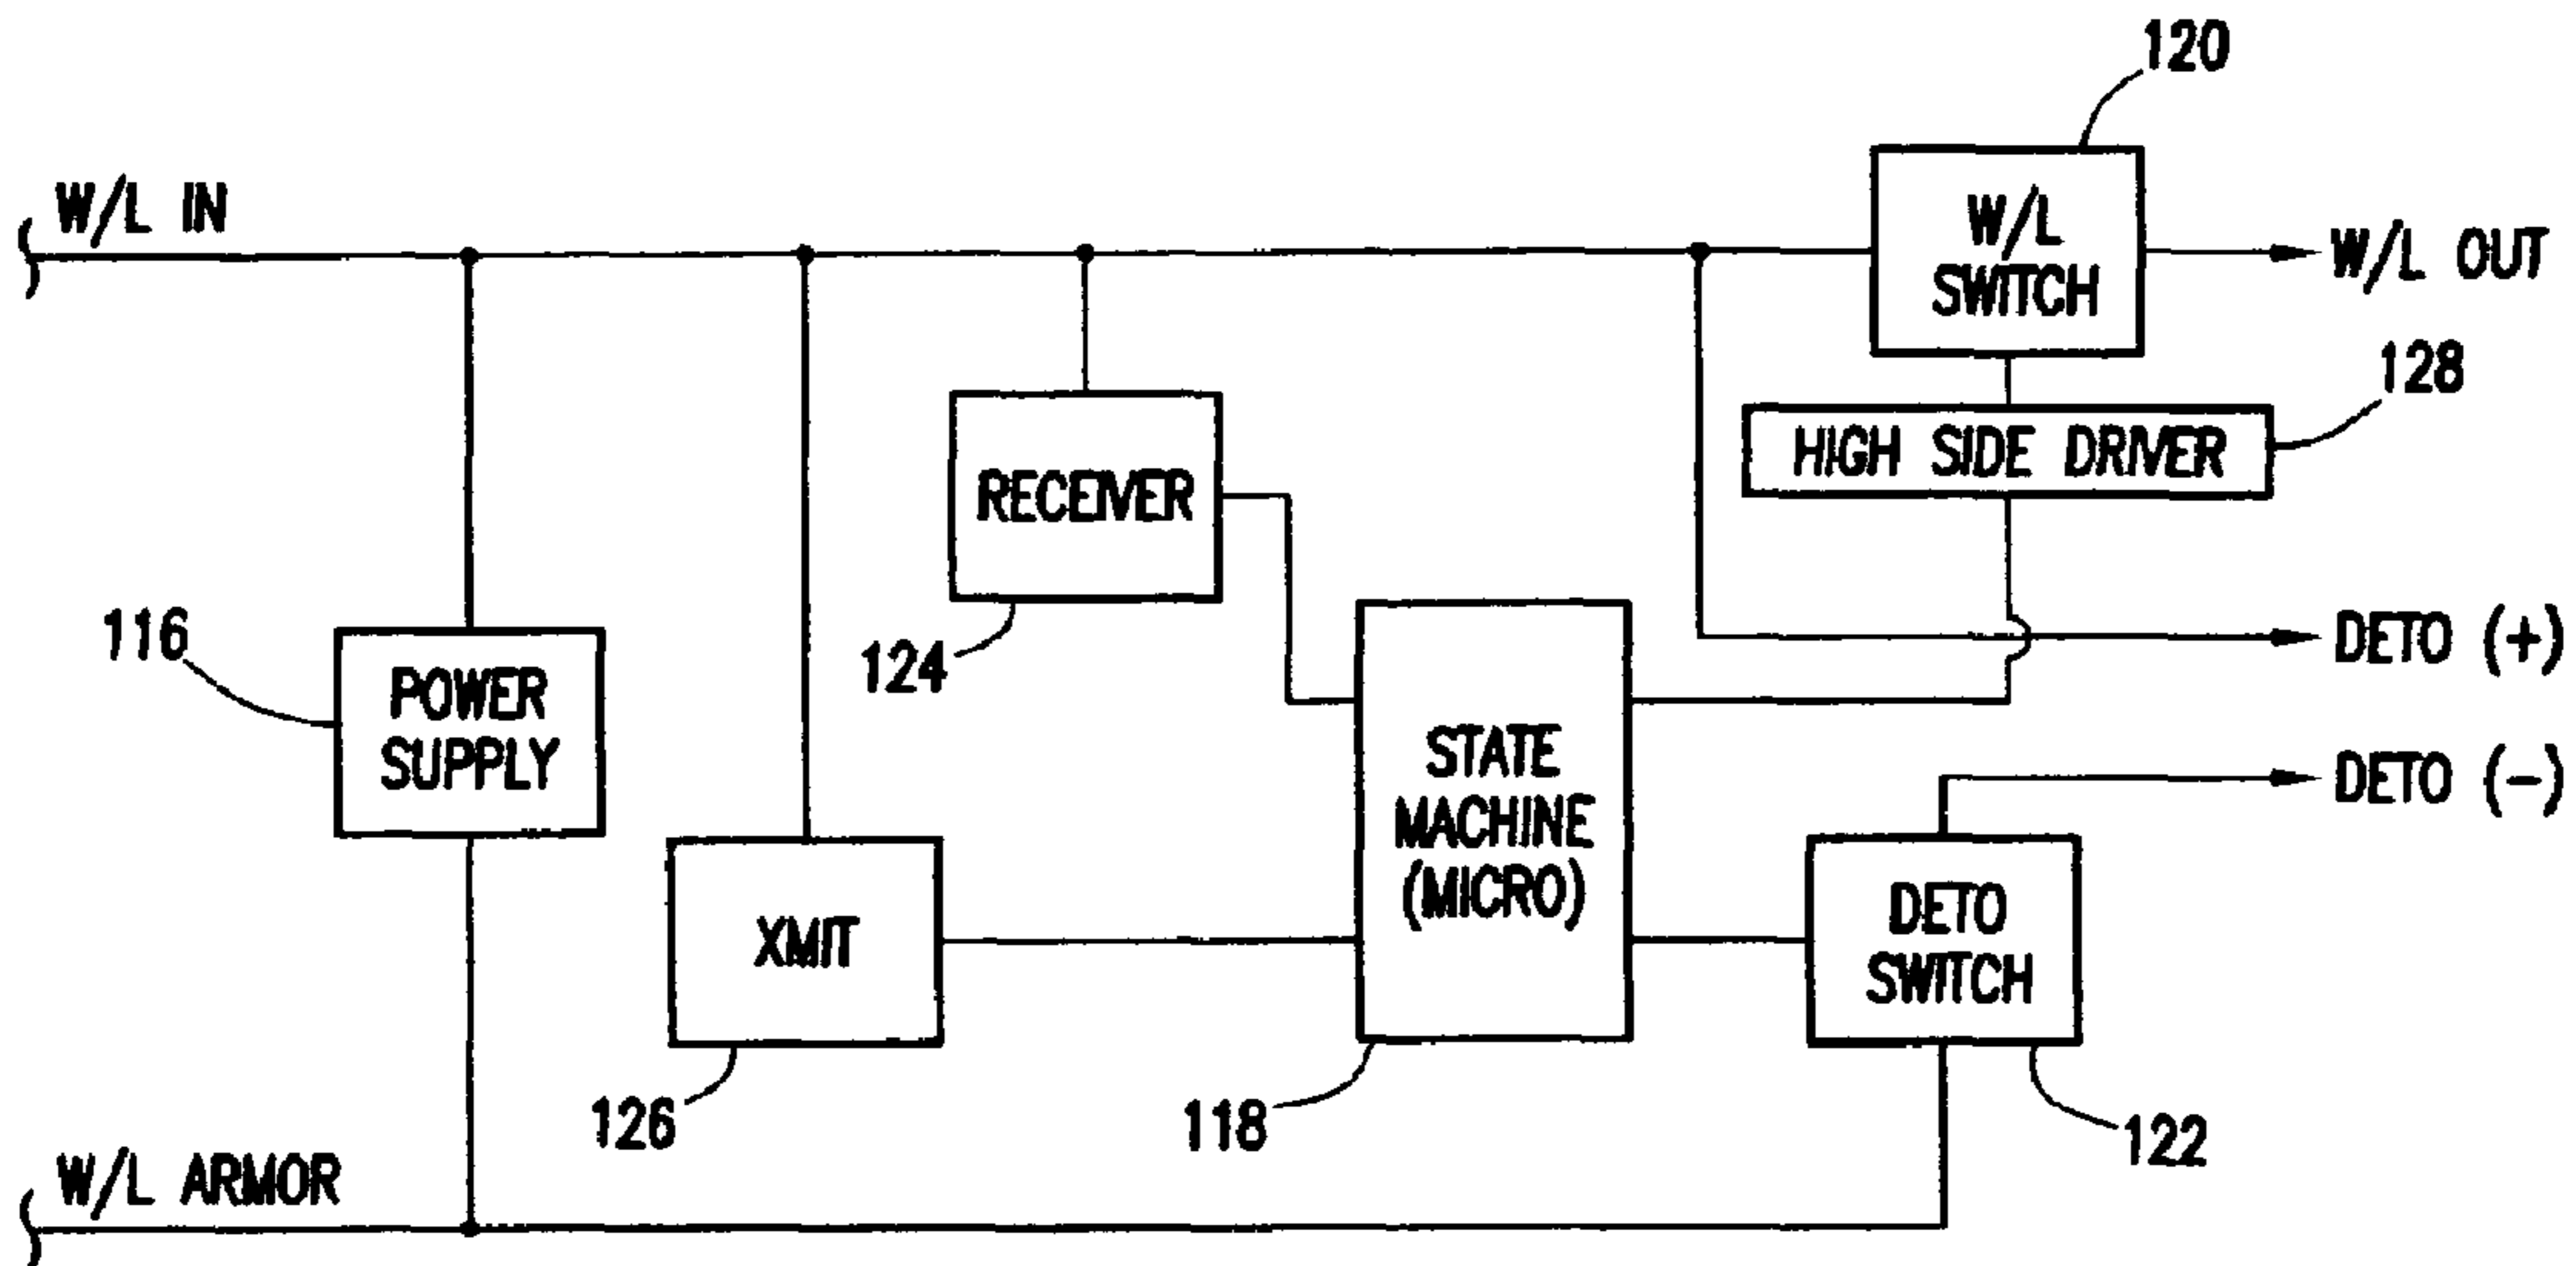 120
W/L IN
W/L
SWITCH
W/L OUT
128
HIGH SIDE DRIVER
RECEIVER
124
116
POWER
SUPPLY
DETO (+)
STATE
MACHINE
(MICRO)
DETO (-)
XMIT
DETO
SWITCH
126
118
122
W/L ARMOR